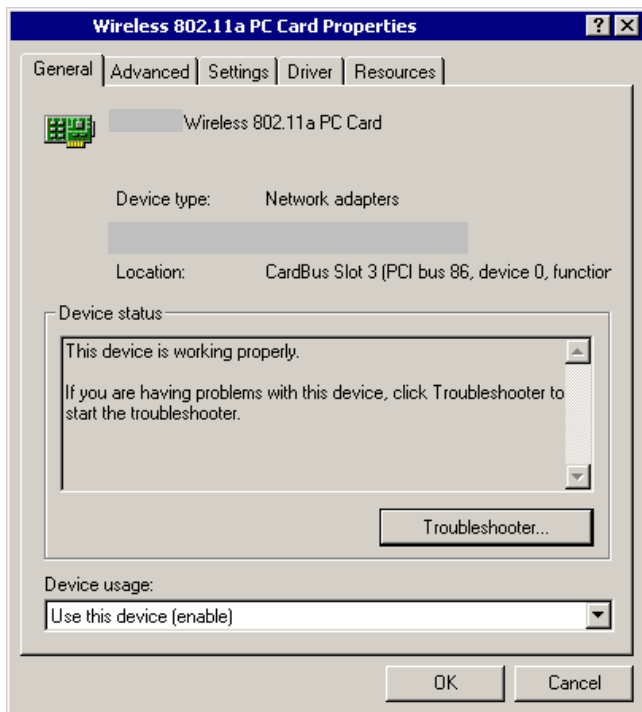 Wireless 802.11a PC Card Properties
General Advanced Settings Driver Resources
Wireless 802.11a PC Card
Device type: Network adapters
Location: CardBus Slot 3 (PCI bus 86, device 0, function
Device status
This device is working properly.
If you are having problems with this device, click Troubleshooter to
start the troubleshooter.
Troubleshooter...
Device usage:
Use this device (enable)
OK Cancel